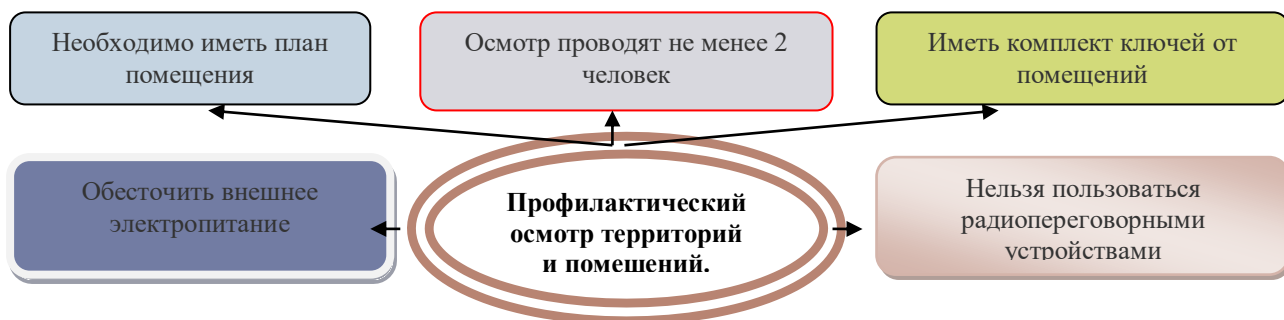 Необходимо иметь план
помещения
Осмотр проводят не менее 2
человек
Иметь комплект ключей от
помещений
Обесточить внешнее
электропитание
Профилактический
осмотр территорий
и помешений.
Нельзя пользоваться
радиопереговорными
устройствами